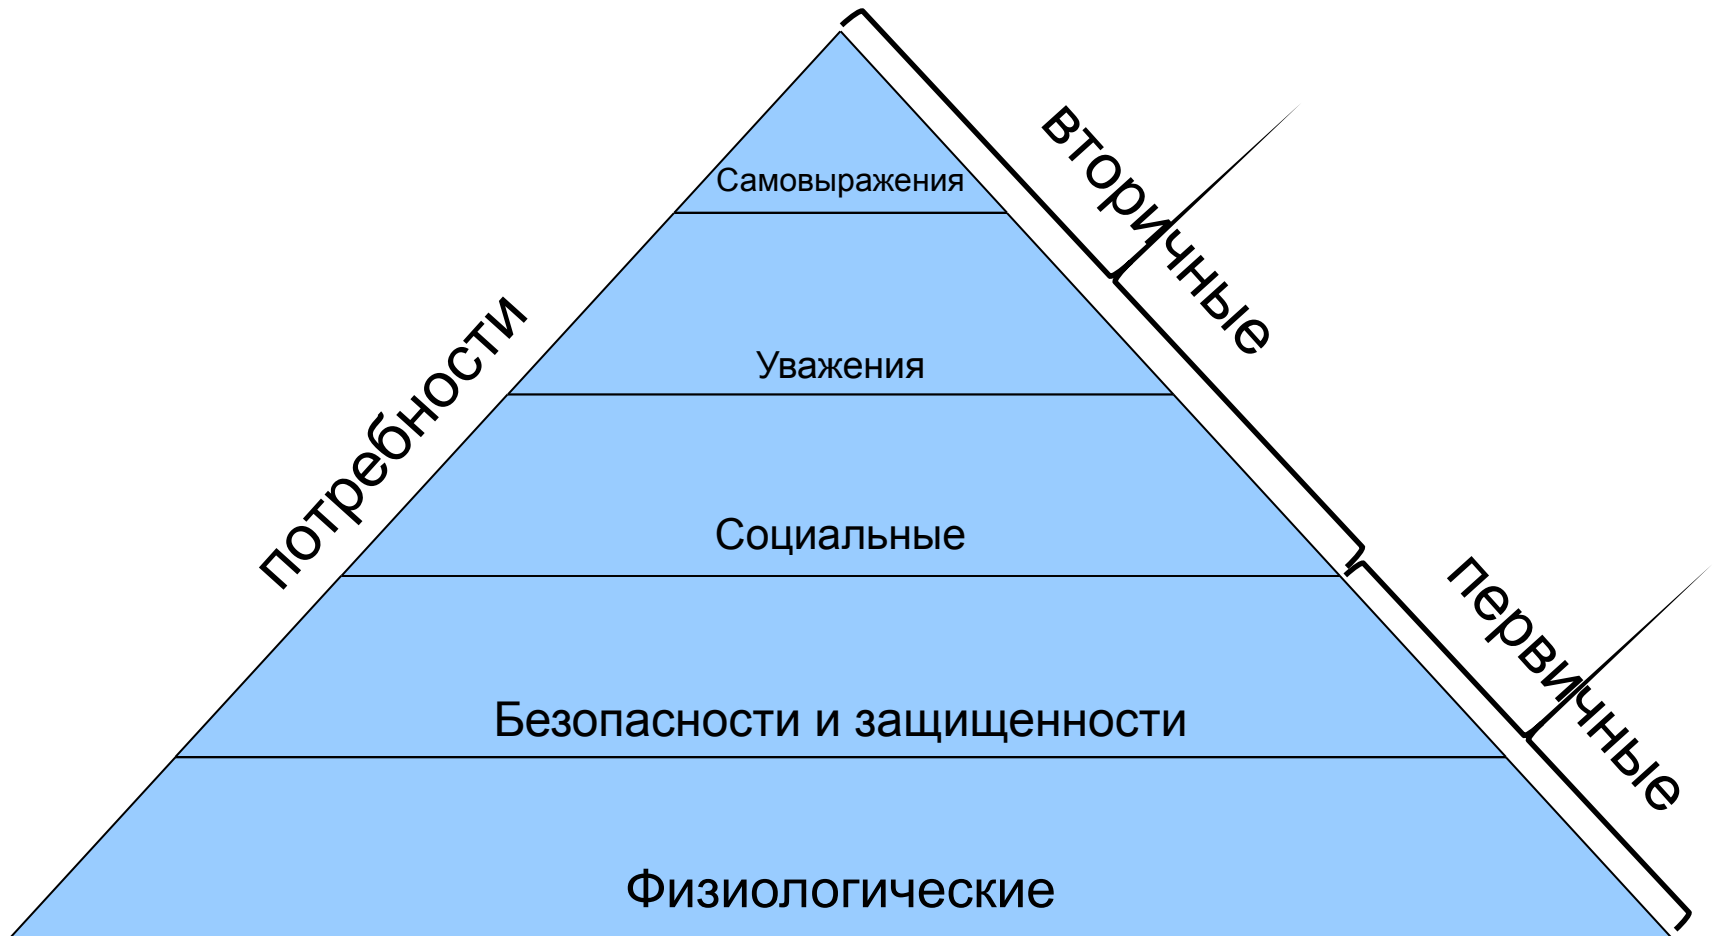 Самовыражения
Уважения
Социальные
Безопасности и защищенности
Физиологические
потребности
вторичные
первичные